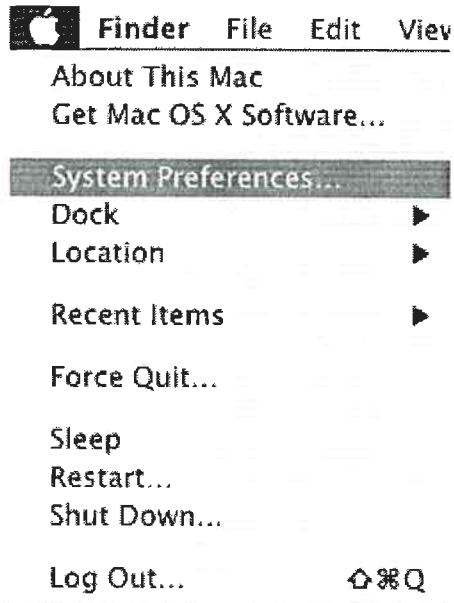 Finder File Edit View
About This Mac
Get Mac OS X Software...
System Preferences...
Dock ▶
Location ▶
Recent Items ▶
Force Quit...
Sleep
Restart...
Shut Down...
Log Out... ⇧⌘Q